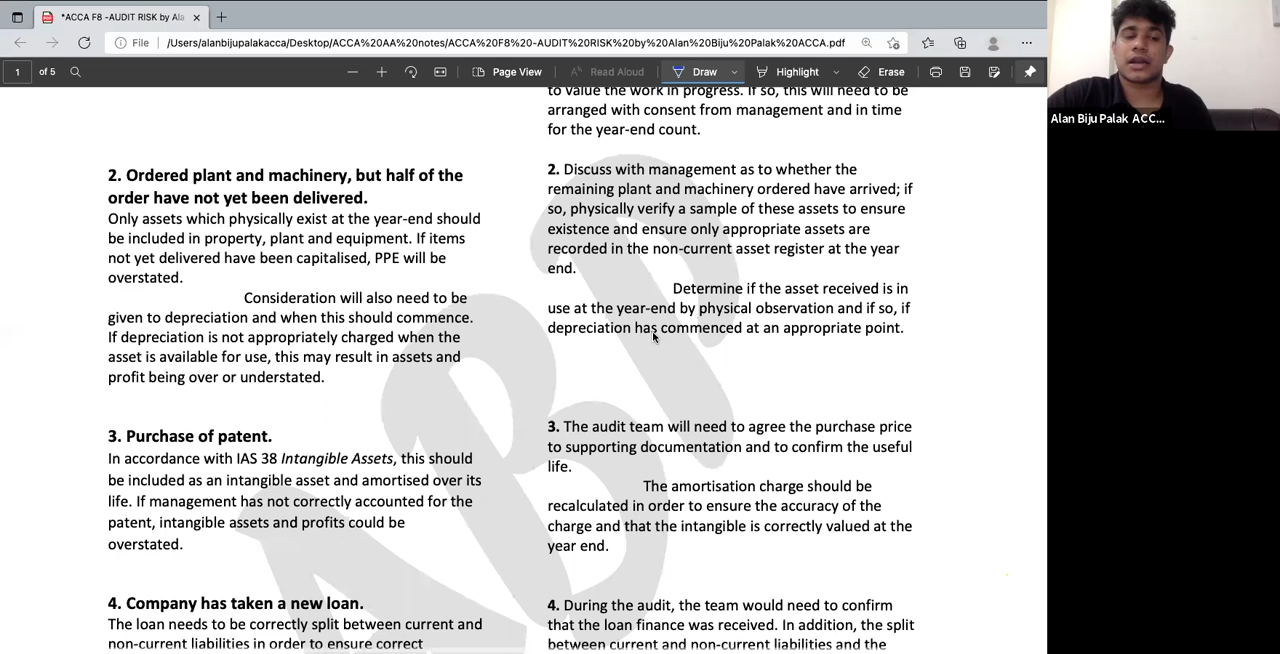 *ACCA F8 -AUDIT RISK by Ala
File
/Users/alanbijupalakacca/Desktop/ACCA%20AA%20notes/ACCA%20F8%20-AUDIT%20RISK%20by%20Alan%20Biju%20Palak%20ACCA.pdf
1 of 5
Page View
Read Aloud
Draw
Highlight
Erase
Alan Biju Palak ACC...
2. Ordered plant and machinery, but half of the
order have not yet been delivered.
Only assets which physically exist at the year-end should
be included in property, plant and equipment. If items
not yet delivered have been capitalised, PPE will be
overstated.
Consideration will also need to be
given to depreciation and when this should commence.
If depreciation is not appropriately charged when the
asset is available for use, this may result in assets and
profit being over or understated.
3. Purchase of patent.
In accordance with IAS 38 Intangible Assets, this should
be included as an intangible asset and amortised over its
life. If management has not correctly accounted for the
patent, intangible assets and profits could be
overstated.
4. Company has taken a new loan.
The loan needs to be correctly split between current and
non-current liabilities in order to ensure correct
to value the work in progress. If so, this will need to be
arranged with consent from management and in time
for the year-end count.
2. Discuss with management as to whether the
remaining plant and machinery ordered have arrived; if
so, physically verify a sample of these assets to ensure
existence and ensure only appropriate assets are
recorded in the non-current asset register at the year
end.
Determine if the asset received is in
use at the year-end by physical observation and if so, if
depreciation has commenced at an appropriate point.
3. The audit team will need to agree the purchase price
to supporting documentation and to confirm the useful
life.
The amortisation charge should be
recalculated in order to ensure the accuracy of the
charge and that the intangible is correctly valued at the
year end.
4. During the audit, the team would need to confirm
that the loan finance was received. In addition, the split
between current and non-current liabilities and the
ABP